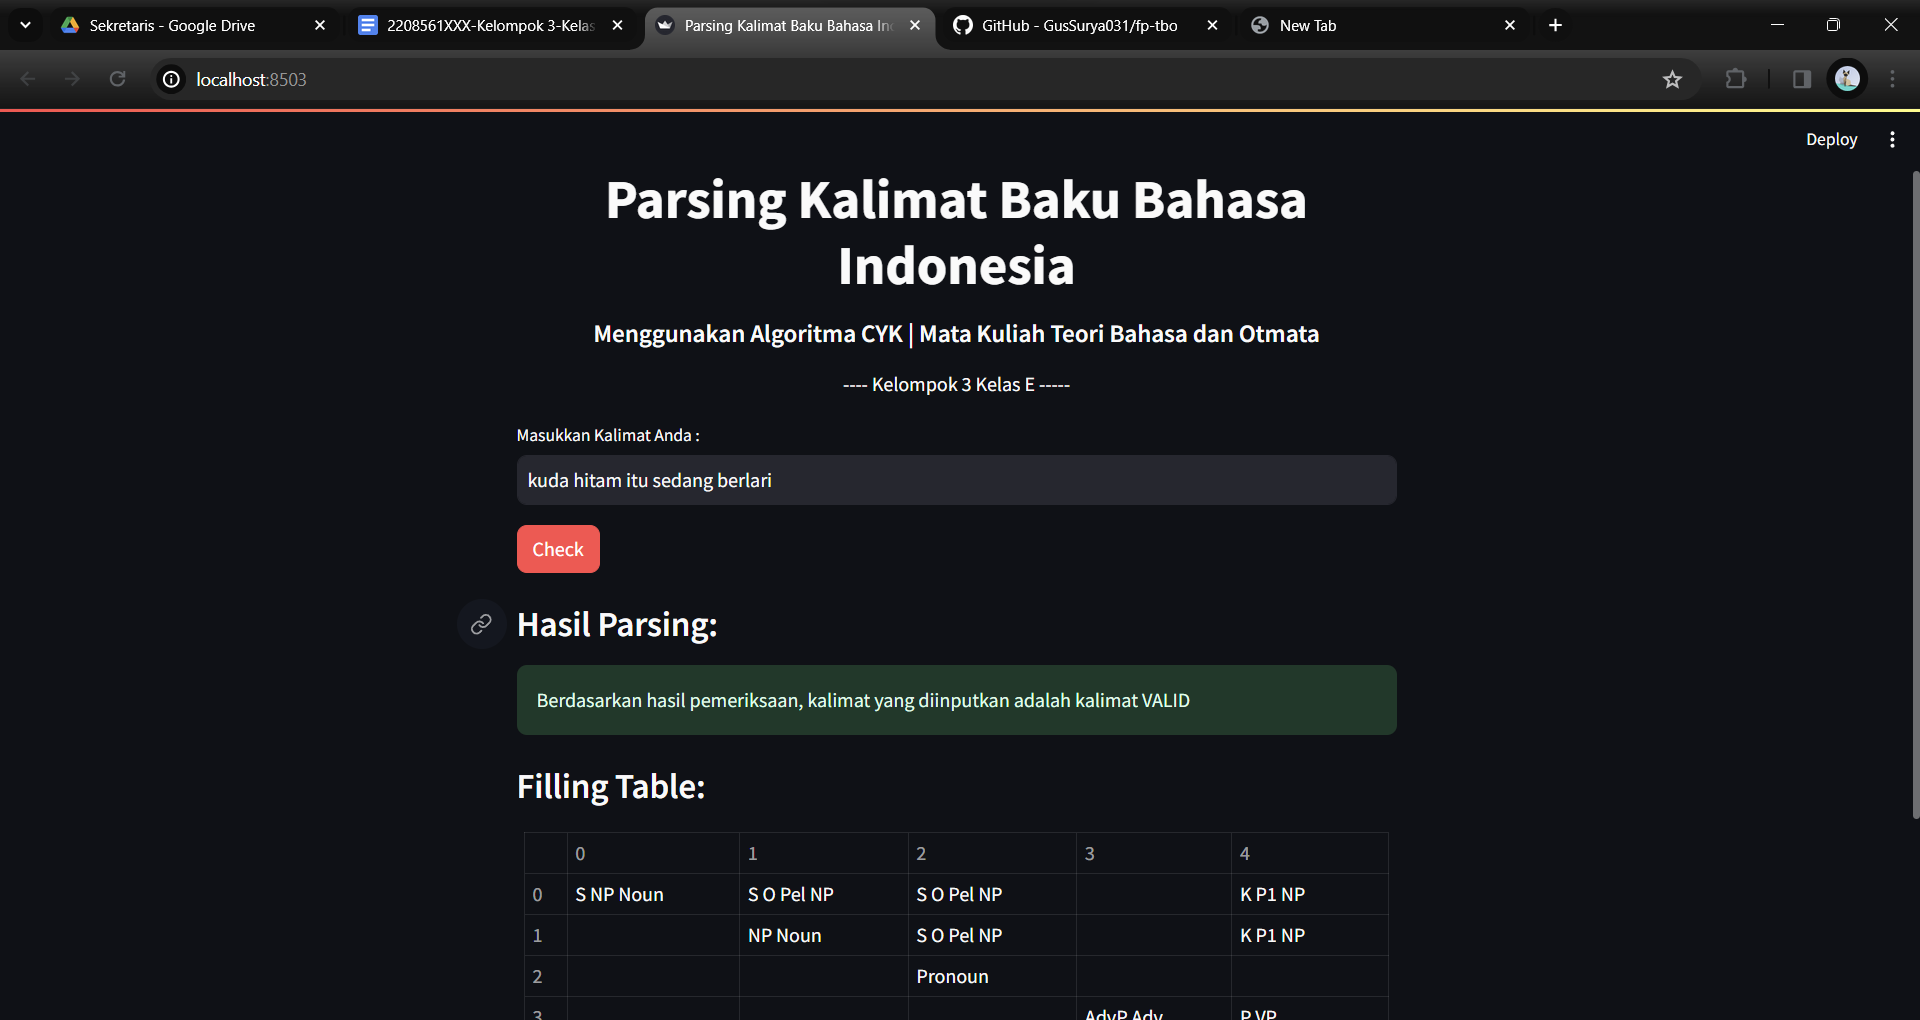 Sekretaris - Google Drive
2208561XXX-Kelompok 3-Kelas
Parsing Kalimat Baku Bahasa Ind
GitHub - GusSurya031/fp-tbo
New Tab
localhost:8503
Deploy
Parsing Kalimat Baku Bahasa
Indonesia
Menggunakan Algoritma CYK | Mata Kuliah Teori Bahasa dan Otmata
---- Kelompok 3 Kelas E -----
Masukkan Kalimat Anda :
kuda hitam itu sedang berlari
Check
Hasil Parsing:
Berdasarkan hasil pemeriksaan, kalimat yang diinputkan adalah kalimat VALID
Filling Table:
0 1 2 3 4
0 S NP Noun S O Pel NP S O Pel NP K P1 NP
1 NP Noun S O Pel NP K P1 NP
2 Pronoun
3 AdvP Adv P VP